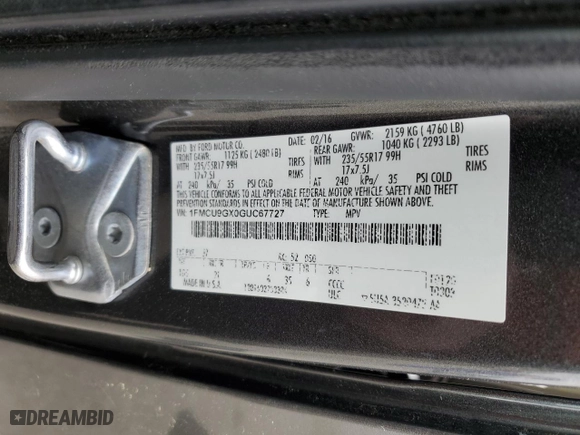 MFD. BY FORD MOTOR CO.
DATE: 02/16 GVWR: 2159 KG ( 4760 LB)
FRONT GAWR: 1125 KG ( 2480 LB) REAR GAWR: 1040 KG ( 2293 LB)
WITH 235/55R17 99H TIRES WITH 235/55R17 99H TIRES
17x7.5J RIMS 17x7.5J RIMS
AT 240 kPa/ 35 PSI COLD AT 240 kPa/ 35 PSI COLD
THIS VEHICLE CONFORMS TO ALL APPLICABLE FEDERAL MOTOR VEHICLE SAFETY AND
THEFT PREVENTION STANDARDS IN EFFECT ON THE DATE OF MANUFACTURE SHOWN ABOVE.
VIN: 1FMCU9GX0GUC67727 TYPE: MPV
MADE IN U.S.A.
ULC
DREAMBID